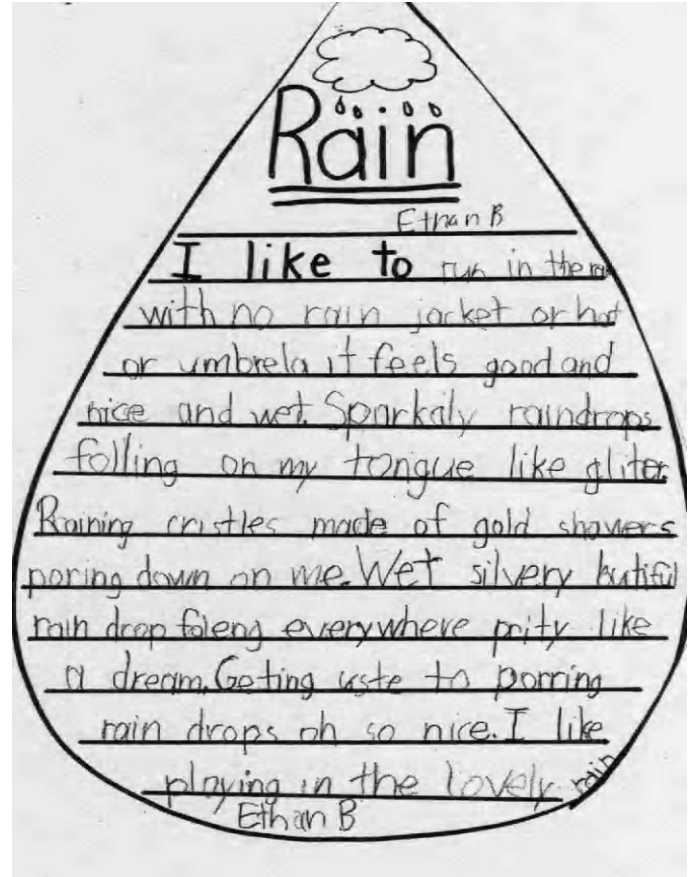 Rain
Ethan B
I like to run in the rain
with no rain jacket or hat
or umbrela it feels good and
nice and wet. Sparkaly raindrops
folling on my tongue like gliter.
Raining cristles made of gold showers
poring down on me. Wet silvery butiful
rain drop faleng everywhere prity like
a dream. Geting uste to porring
rain drops oh so nice. I like
playing in the lovely rain
Ethan B